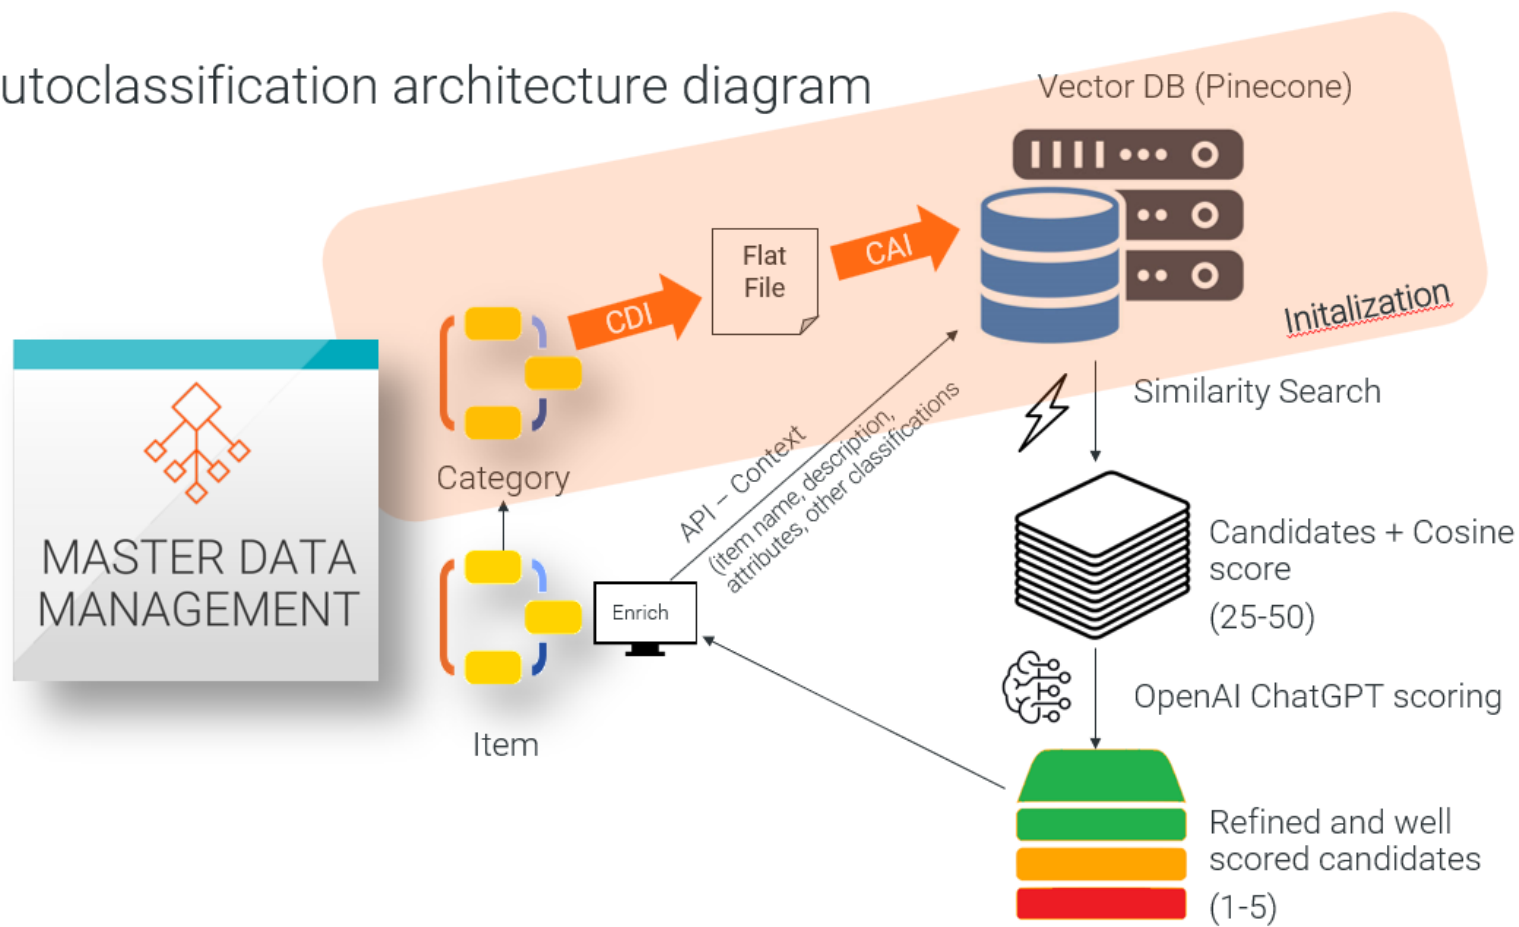 utoclassification architecture diagram
Vector DB (Pinecone)
Flat
File
CAI
CDI
Initalization
Similarity Search
Category
API – Context
(item name, description,
attributes, other classifications
MASTER DATA
MANAGEMENT
Enrich
Item
Candidates + Cosine
score
(25-50)
OpenAI ChatGPT scoring
Refined and well
scored candidates
(1-5)